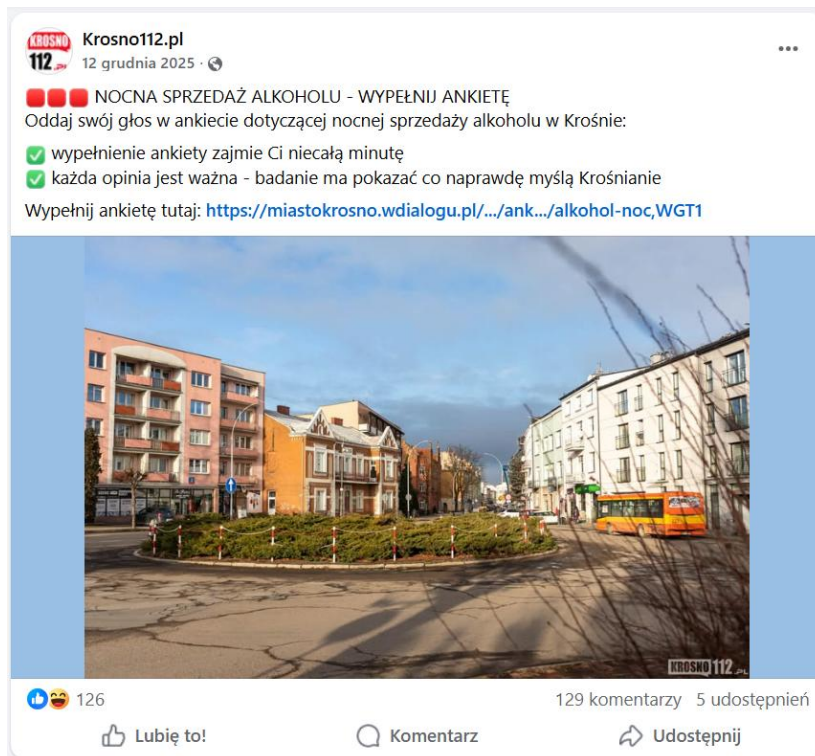 KROSNO
112.PL
Krosno112.pl
12 grudnia 2025 ·
NOCNA SPRZEDAŻ ALKOHOLU - WYPEŁNIJ ANKIETĘ
Oddaj swój głos w ankiecie dotyczącej nocnej sprzedaży alkoholu w Krośnie:
wypełnienie ankiety zajmie Ci niecałą minutę
każda opinia jest ważna - badanie ma pokazać co naprawdę myślą Krośnianie
Wypełnij ankietę tutaj: https://miastokrosno.wdialogu.pl/.../ank.../alkohol-noc,WGT1
KROSNO112.PL
126
129 komentarzy 5 udostępnień
Lubię to! Komentarz Udostępnij